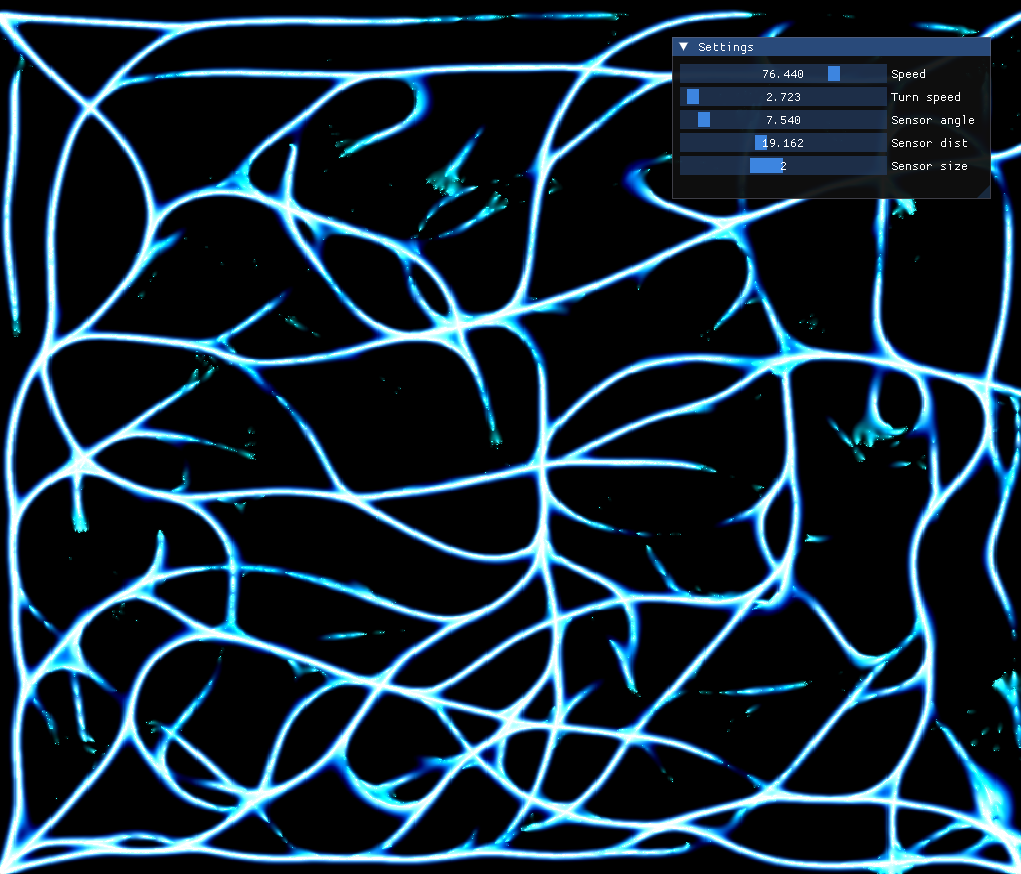 Settings
76.440 Speed
2.723 Turn speed
7.540 Sensor angle
19.162 Sensor dist
2 Sensor size